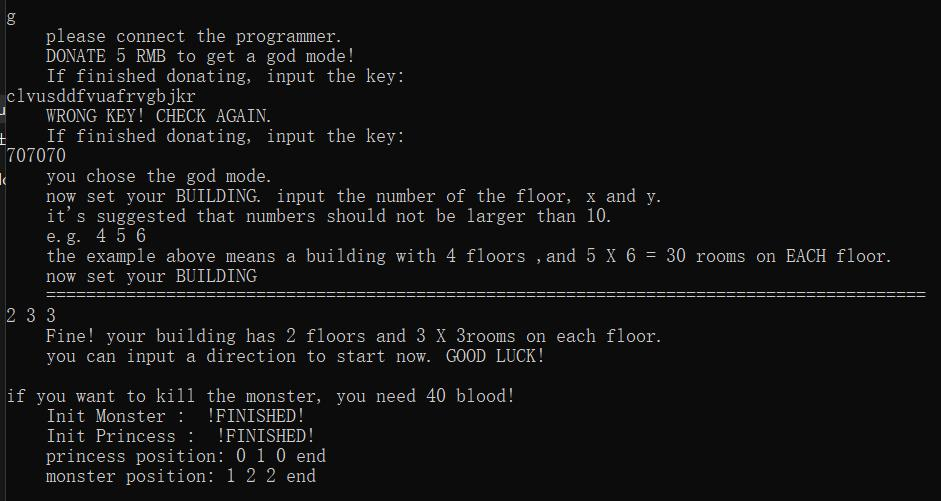 g
please connect the programmer.
DONATE 5 RMB to get a god mode!
If finished donating, input the key:
clvusddfvuafrvgbjkr
WRONG KEY! CHECK AGAIN.
If finished donating, input the key:
707070
you chose the god mode.
now set your BUILDING. input the number of the floor, x and y.
it's suggested that numbers should not be larger than 10.
e.g. 4 5 6
the example above means a building with 4 floors ,and 5 X 6 = 30 rooms on EACH floor.
now set your BUILDING
========================================================================================
2 3 3
Fine! your building has 2 floors and 3 X 3rooms on each floor.
you can input a direction to start now. GOOD LUCK!
if you want to kill the monster, you need 40 blood!
Init Monster :  !FINISHED!
Init Princess :  !FINISHED!
princess position: 0 1 0 end
monster position: 1 2 2 end